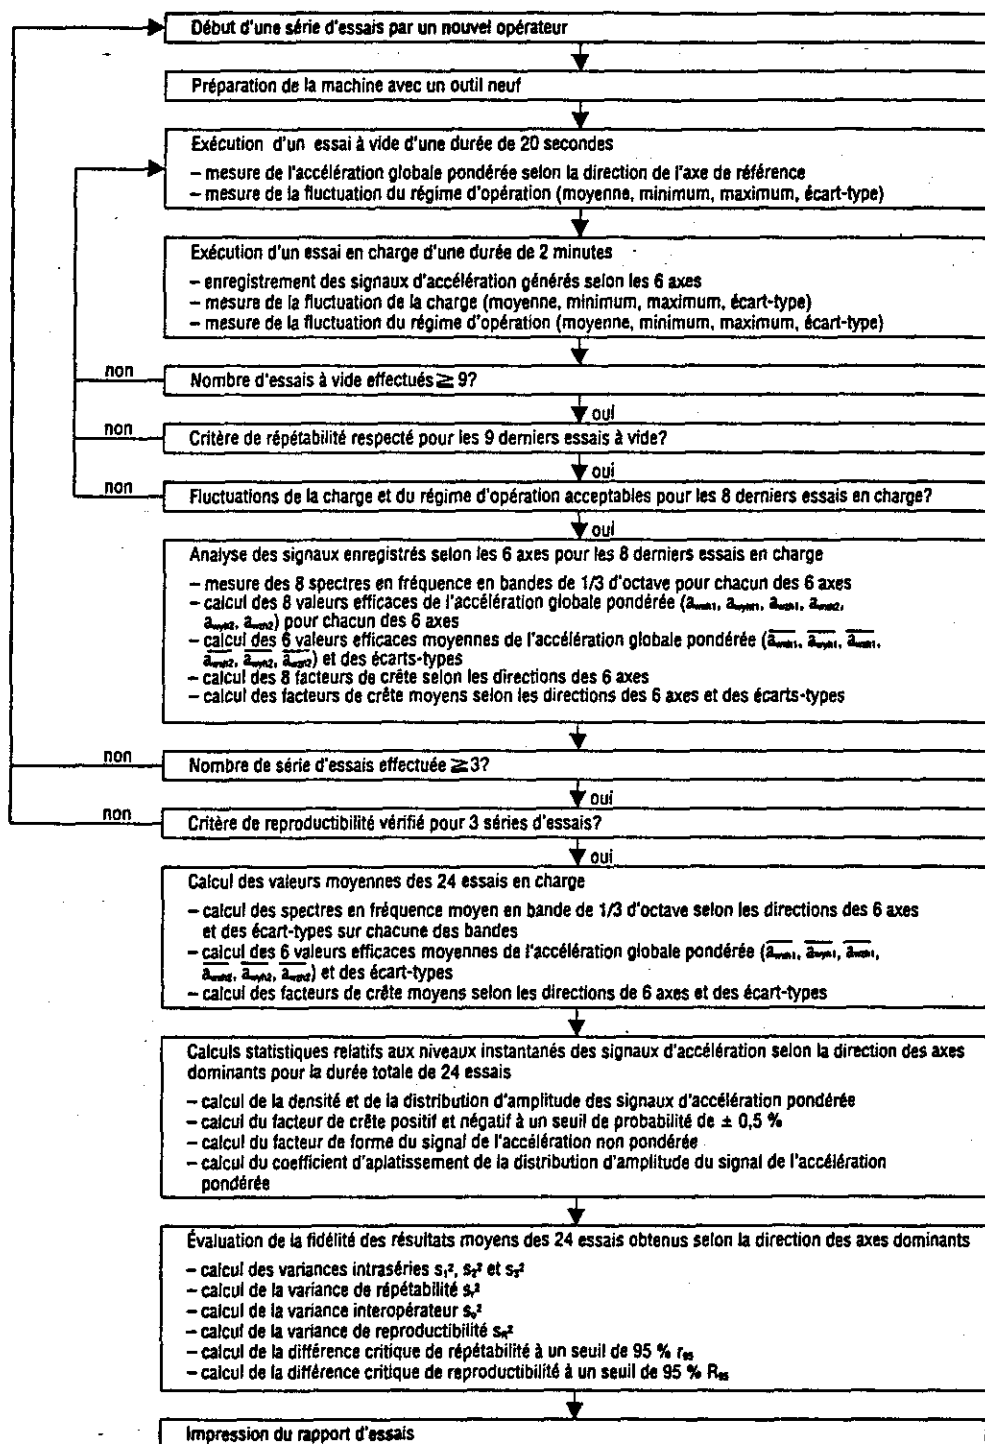 Début d'une série d'essais par un nouvel opérateur
Préparation de la machine avec un outil neuf
Exécution d'un essai à vide d'une durée de 20 secondes
– mesure de l'accélération globale pondérée selon la direction de l'axe de référence
– mesure de la fluctuation du régime d'opération (moyenne, minimum, maximum, écart-type)
Exécution d'un essai en charge d'une durée de 2 minutes
– enregistrement des signaux d'accélération générés selon les 6 axes
– mesure de la fluctuation de la charge (moyenne, minimum, maximum, écart-type)
– mesure de la fluctuation du régime d'opération (moyenne, minimum, maximum, écart-type)
non
Nombre d'essais à vide effectués ≧ 9?
oui
non
Critère de répétabilité respecté pour les 9 derniers essais à vide?
oui
non
Fluctuations de la charge et du régime d'opération acceptables pour les 8 derniers essais en charge?
oui
Analyse des signaux enregistrés selon les 6 axes pour les 8 derniers essais en charge
– mesure des 8 spectres en fréquence en bandes de 1/3 d'octave pour chacun des 6 axes
– calcul des 8 valeurs efficaces de l'accélération globale pondérée (
) pour chacun des 6 axes
– calcul des 6 valeurs efficaces moyennes de l'accélération globale pondérée (
) et des écarts-types
– calcul des 8 facteurs de crête selon les directions des 6 axes
– calcul des facteurs de crête moyens selon les directions des 6 axes et des écarts-types
non
Nombre de série d'essais effectuée ≧3?
oui
non
Critère de reproductibilité vérifié pour 3 séries d'essais?
oui
Calcul des valeurs moyennes des 24 essais en charge
– calcul des spectres en fréquence moyen en bande de 1/3 d'octave selon les directions des 6 axes
et des écart-types sur chacune des bandes
– calcul des 6 valeurs efficaces moyennes de l'accélération globale pondérée (
) et des écart-types
– calcul des facteurs de crête moyens selon les directions de 6 axes et des écart-types
Calculs statistiques relatifs aux niveaux instantanés des signaux d'accélération selon la direction des axes
dominants pour la durée totale de 24 essais
– calcul de la densité et de la distribution d'amplitude des signaux d'accélération pondérée
– calcul du facteur de crête positif et négatif à un seuil de probabilité de ± 0,5 %
– calcul du facteur de forme du signal de l'accélération non pondérée
– calcul du coefficient d'aplatissement de la distribution d'amplitude du signal de l'accélération
pondérée
Évaluation de la fidélité des résultats moyens des 24 essais obtenus selon la direction des axes dominants
– calcul des variances intraséries s₁², s₂² et s₃²
– calcul de la variance de répétabilité sᵣ²
– calcul de la variance interopérateur sₒ²
– calcul de la variance de reproductibilité s_R²
– calcul de la différence critique de répétabilité à un seuil de 95 % r₉₅
– calcul de la différence critique de reproductibilité à un seuil de 95 % R₉₅
Impression du rapport d'essais